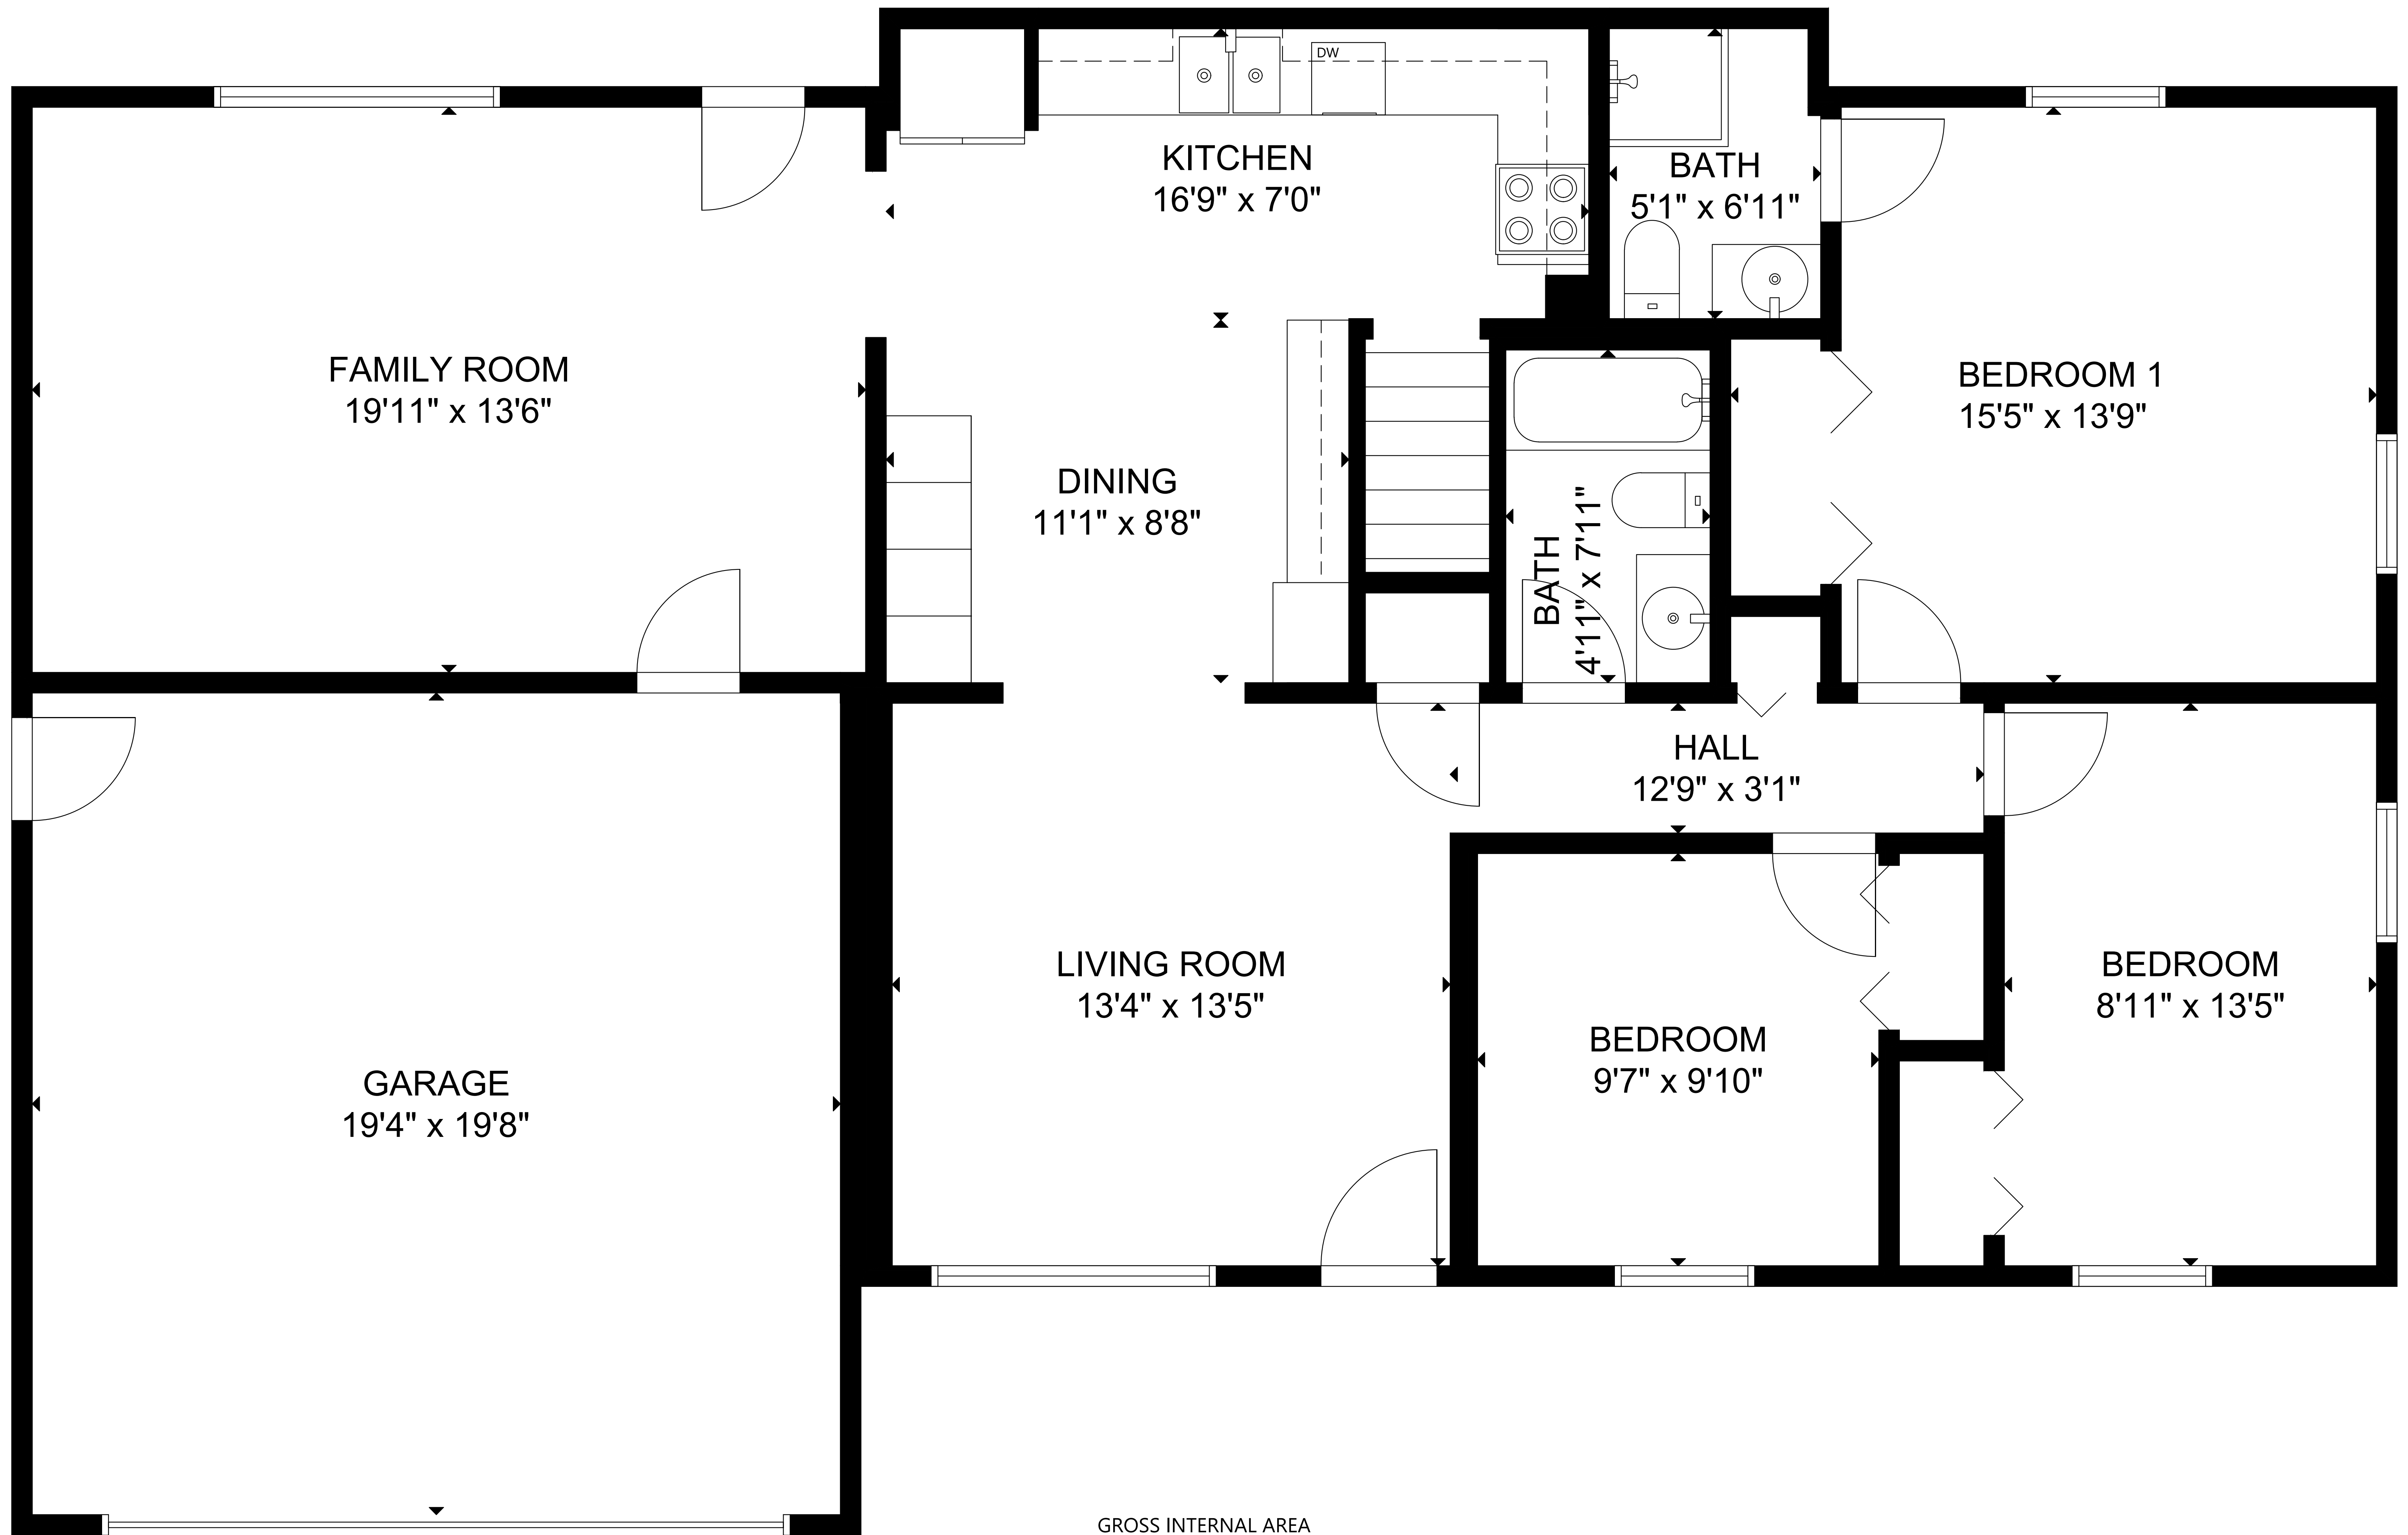 DW
KITCHEN
16'9" x 7'0"
BATH
5'1" x 6'11"
FAMILY ROOM
19'11" x 13'6"
BEDROOM 1
15'5" x 13'9"
DINING
11'1" x 8'8"
BATH
4'11" x 7'11"
HALL
12'9" x 3'1"
LIVING ROOM
13'4" x 13'5"
BEDROOM
8'11" x 13'5"
BEDROOM
9'7" x 9'10"
GARAGE
19'4" x 19'8"
GROSS INTERNAL AREA